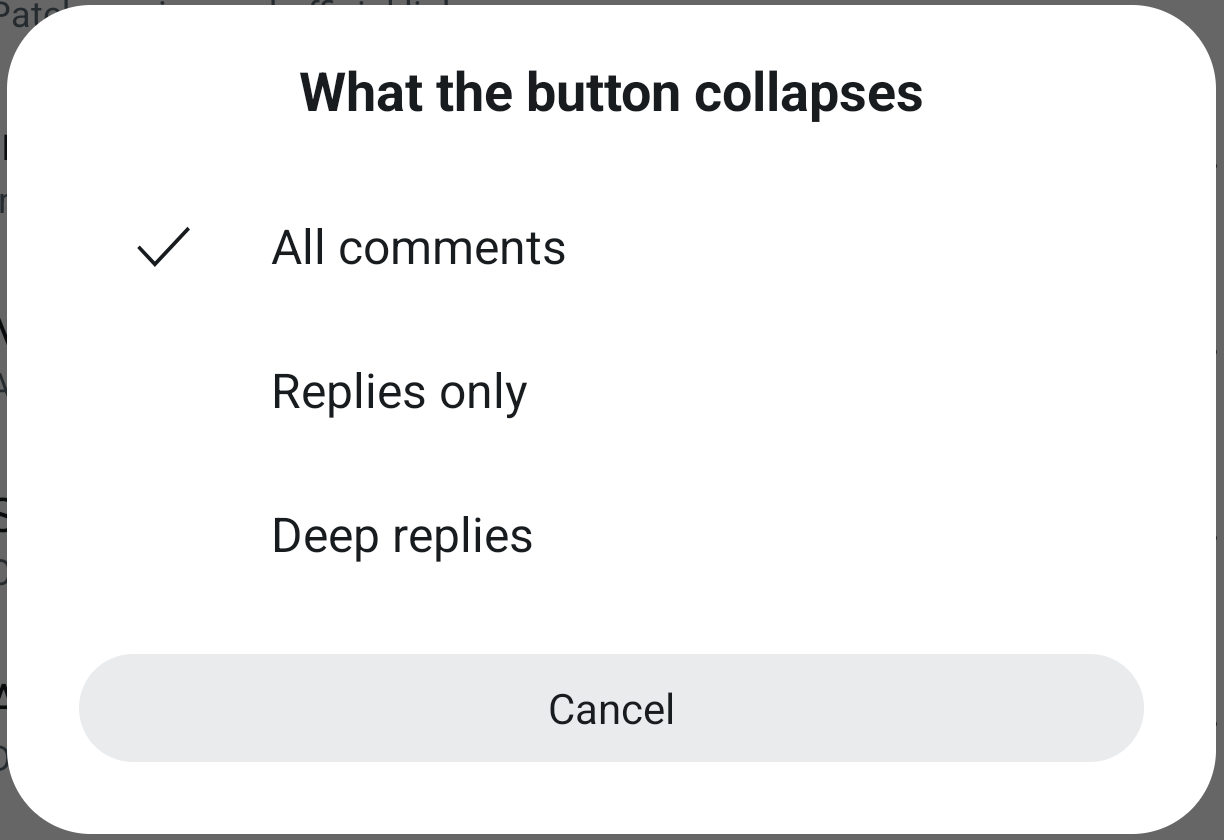 What the button collapses
All comments
Replies only
Deep replies
Cancel